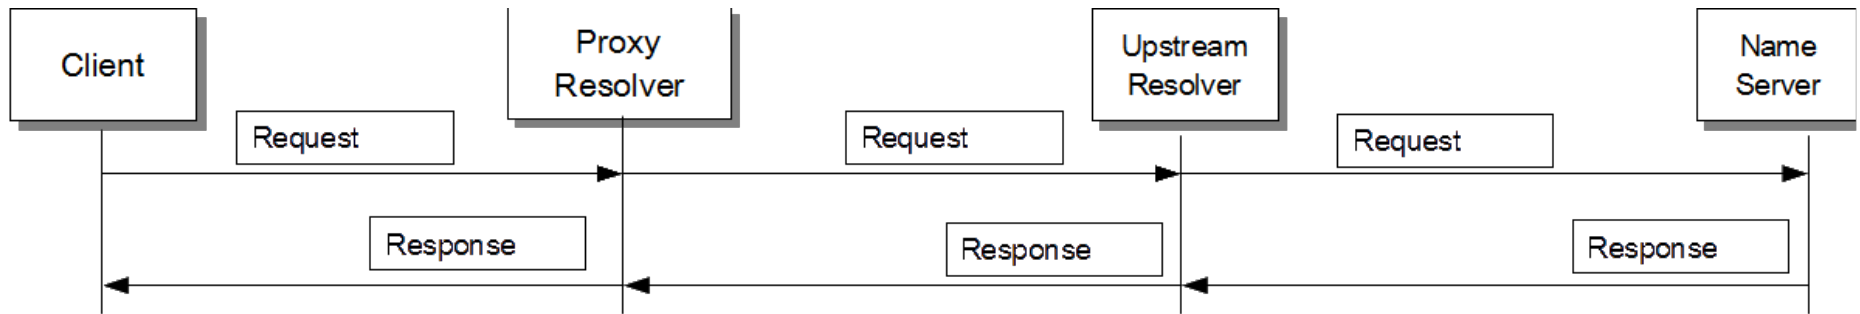 Client
Proxy
Resolver
Upstream
Resolver
Name
Server
Request
Request
Request
Response
Response
Response